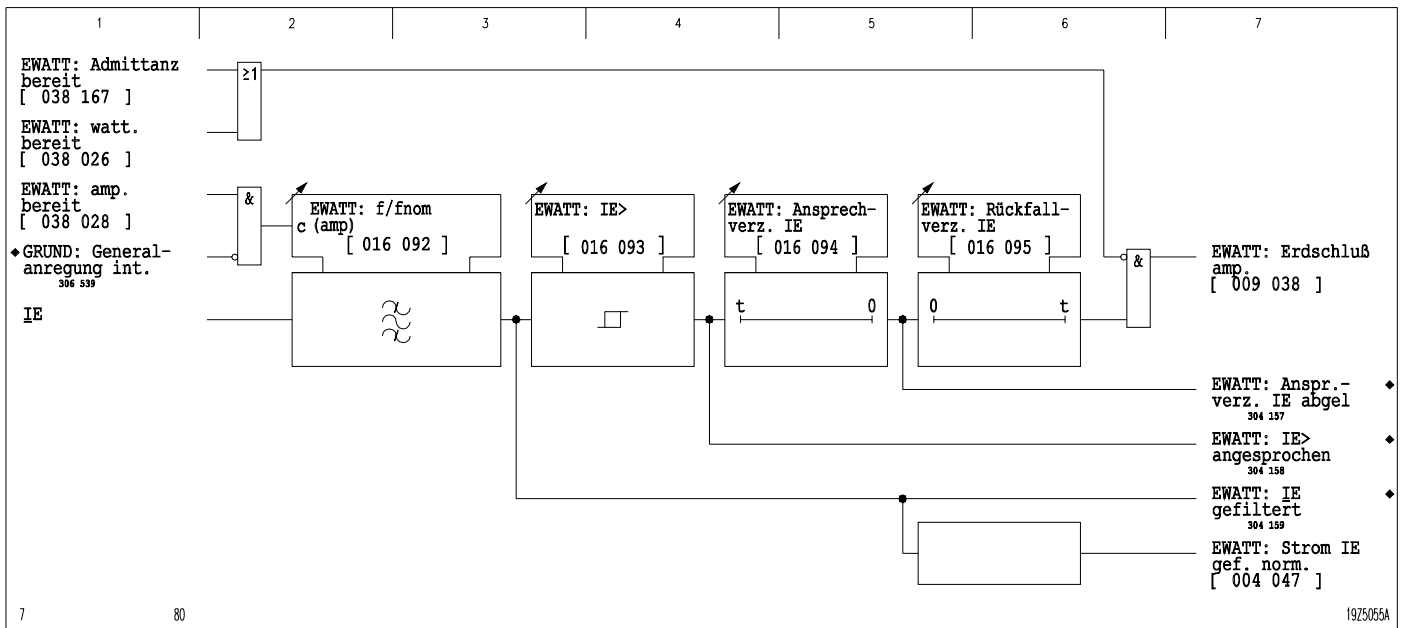 1 2 3 4 5 6 7
EWATT: Admittanz
bereit
[ 038 167 ]
≥1
EWATT: watt.
bereit
[ 038 026 ]
EWATT: amp.
bereit
[ 038 028 ]
&
◆GRUND: General-
anregung int.
306 539
IE
EWATT: f/fnom
c (amp)
[ 016 092 ]
EWATT: IE>
[ 016 093 ]
EWATT: Ansprech-
verz. IE
[ 016 094 ]
t 0
EWATT: Rückfall-
verz. IE
[ 016 095 ]
0 t
&
EWATT: Erdschluß
amp.
[ 009 038 ]
EWATT: Anspr.- ◆
verz. IE abgel
304 157
EWATT: IE> ◆
angesprochen
304 158
EWATT: IE ◆
gefiltert
304 159
EWATT: Strom IE
gef. norm.
[ 004 047 ]
7 80 19Z5055A